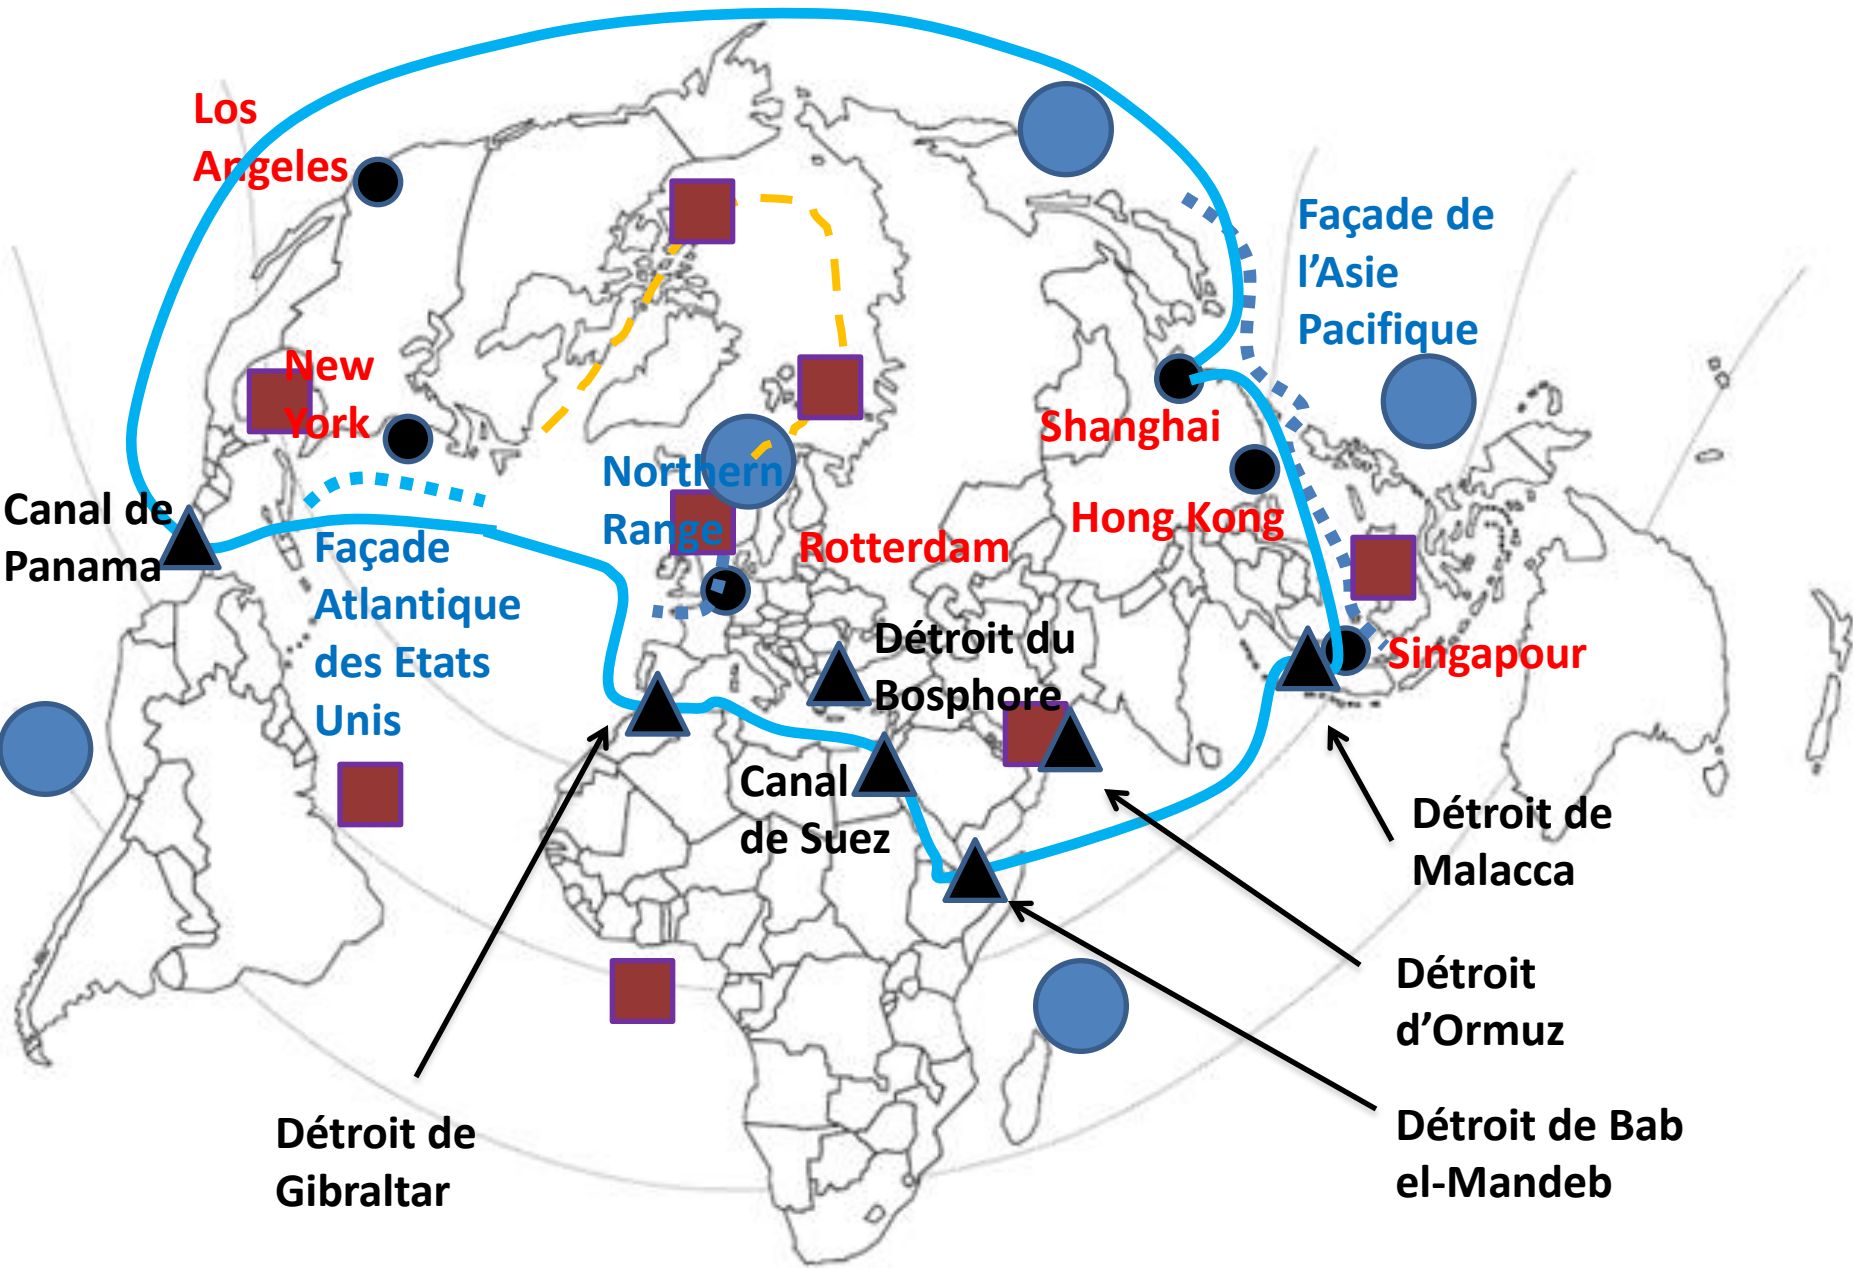 Los
Angeles
Façade de
l’Asie
Pacifique
New
York
Shanghai
Northern
Range
Hong Kong
Rotterdam
Canal de
Panama
Façade
Atlantique
des Etats
Unis
Détroit du
Bosphore
Singapour
Canal
de Suez
Détroit de
Malacca
Détroit
d’Ormuz
Détroit de
Gibraltar
Détroit de Bab
el-Mandeb